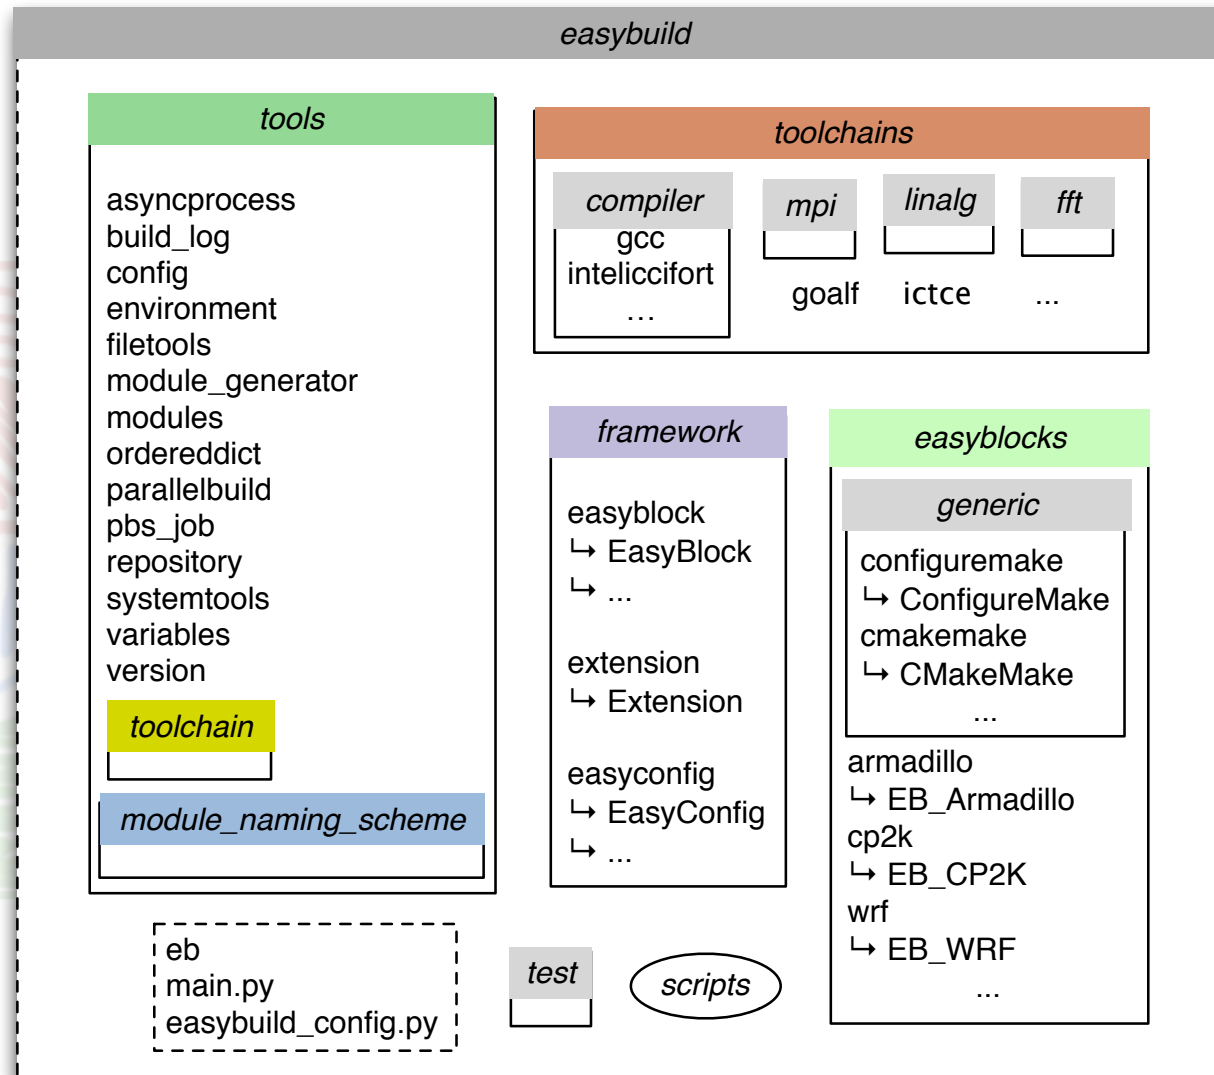 easybuild
tools
asyncprocess
build_log
config
environment
filetools
module_generator
modules
ordereddict
parallelbuild
pbs_job
repository
systemtools
variables
version
toolchain
module_naming_scheme
toolchains
compiler
gcc
inteliccifort
...
mpi
linalg
fft
goalf
ictce
...
framework
easyblock
↳ EasyBlock
↳ ...
extension
↳ Extension
easyconfig
↳ EasyConfig
↳ ...
easyblocks
generic
configuremake
↳ ConfigureMake
cmakemake
↳ CMakeMake
...
armadillo
↳ EB_Armadillo
cp2k
↳ EB_CP2K
wrf
↳ EB_WRF
...
eb
main.py
easybuild_config.py
test
scripts